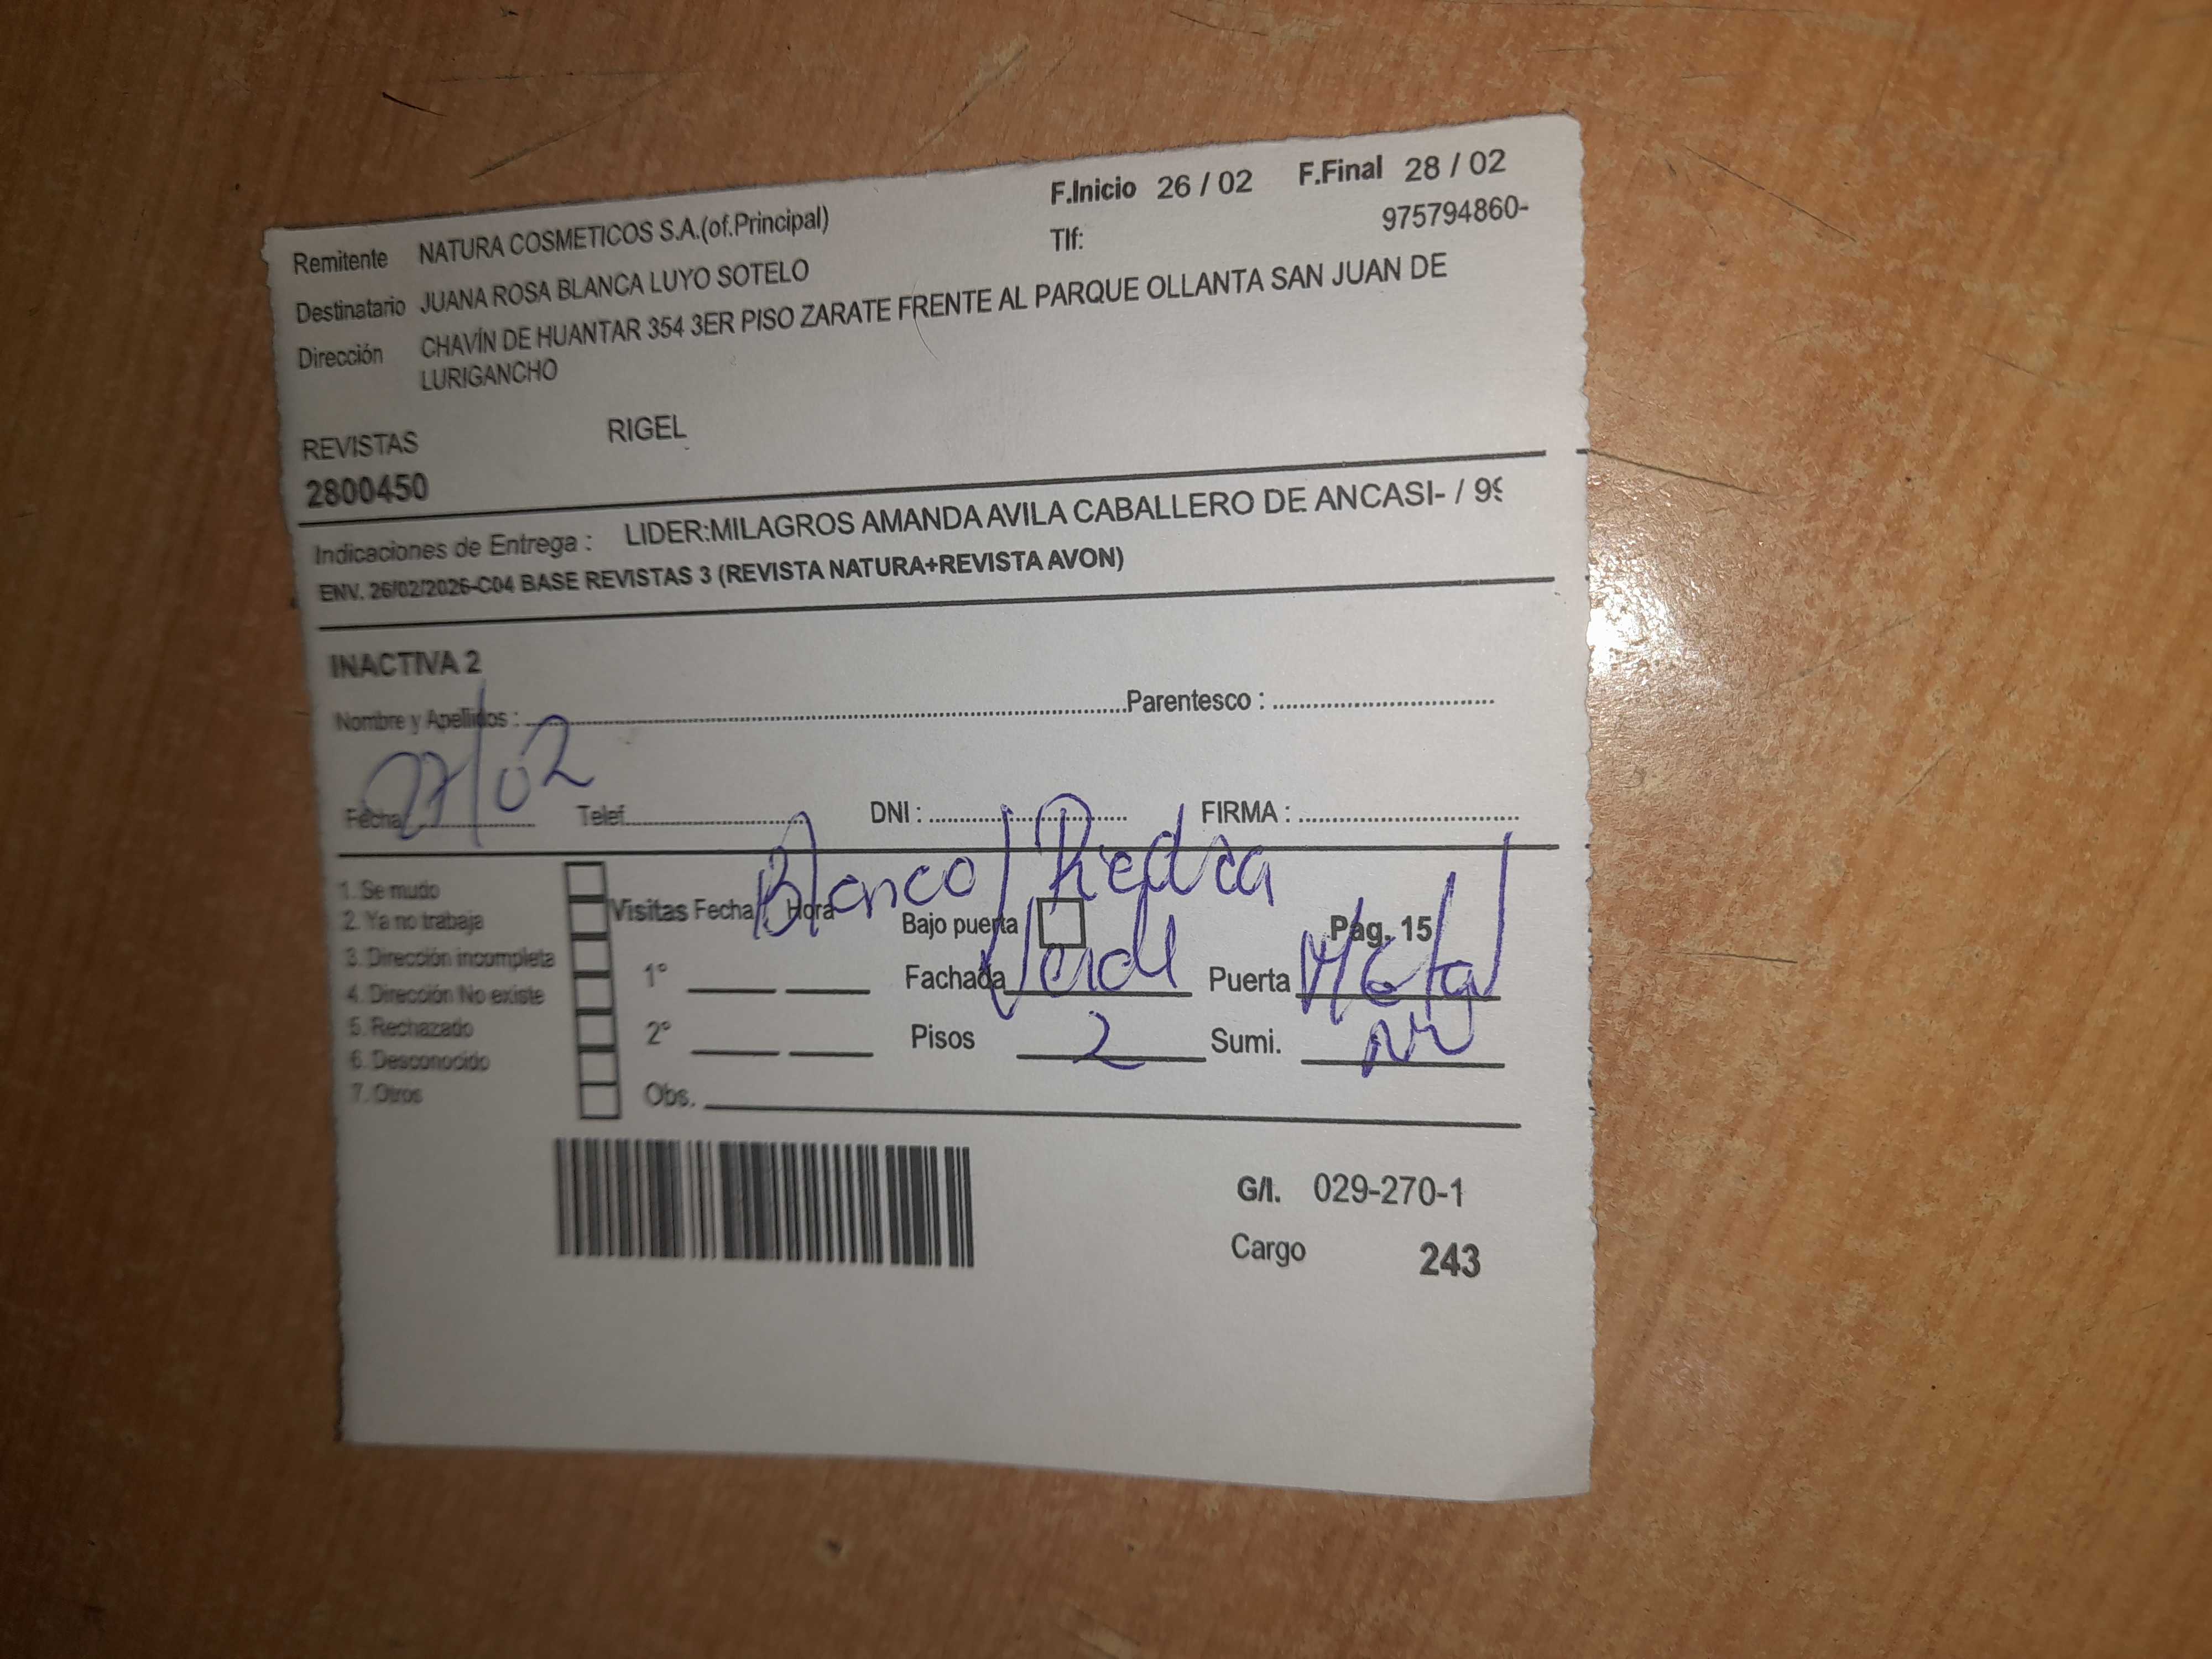 F.Inicio 26 / 02 F.Final 28 / 02
Remitente NATURA COSMETICOS S.A.(of.Principal) Tlf: 975794860-
Destinatario JUANA ROSA BLANCA LUYO SOTELO
Dirección CHAVÍN DE HUANTAR 354 3ER PISO ZARATE FRENTE AL PARQUE OLLANTA SAN JUAN DE
LURIGANCHO
REVISTAS RIGEL
2800450
Indicaciones de Entrega : LIDER:MILAGROS AMANDA AVILA CABALLERO DE ANCASI- / 99
ENV. 26/02/2026-C04 BASE REVISTAS 3 (REVISTA NATURA+REVISTA AVON)
INACTIVA 2
Nombre y Apellidos : Parentesco :
Fecha 27/02 Telef. DNI : FIRMA :
Blanco / Piedra
1. Se mudo
2. Ya no trabaja
3. Dirección incompleta
4. Dirección No existe
5. Rechazado
6. Desconocido
7. Otros
Visitas Fecha / Hora Bajo puerta Pág. 15
1° Fachada Verde Puerta Metal
2° Pisos 2 Sumi.
Obs.
G/I. 029-270-1
Cargo 243